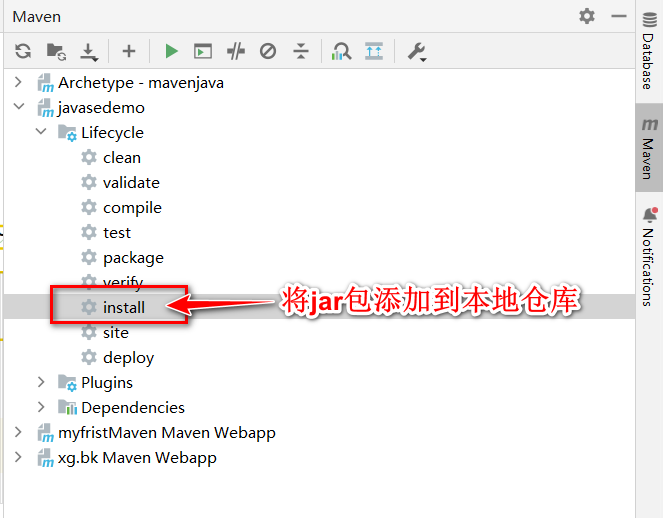 Maven
Archetype - mavenjava
javasedemo
Lifecycle
clean
validate
compile
test
package
verify
install
将jar包添加到本地仓库
site
deploy
Plugins
Dependencies
myfristMaven Maven Webapp
xg.bk Maven Webapp
Database
Maven
Notifications